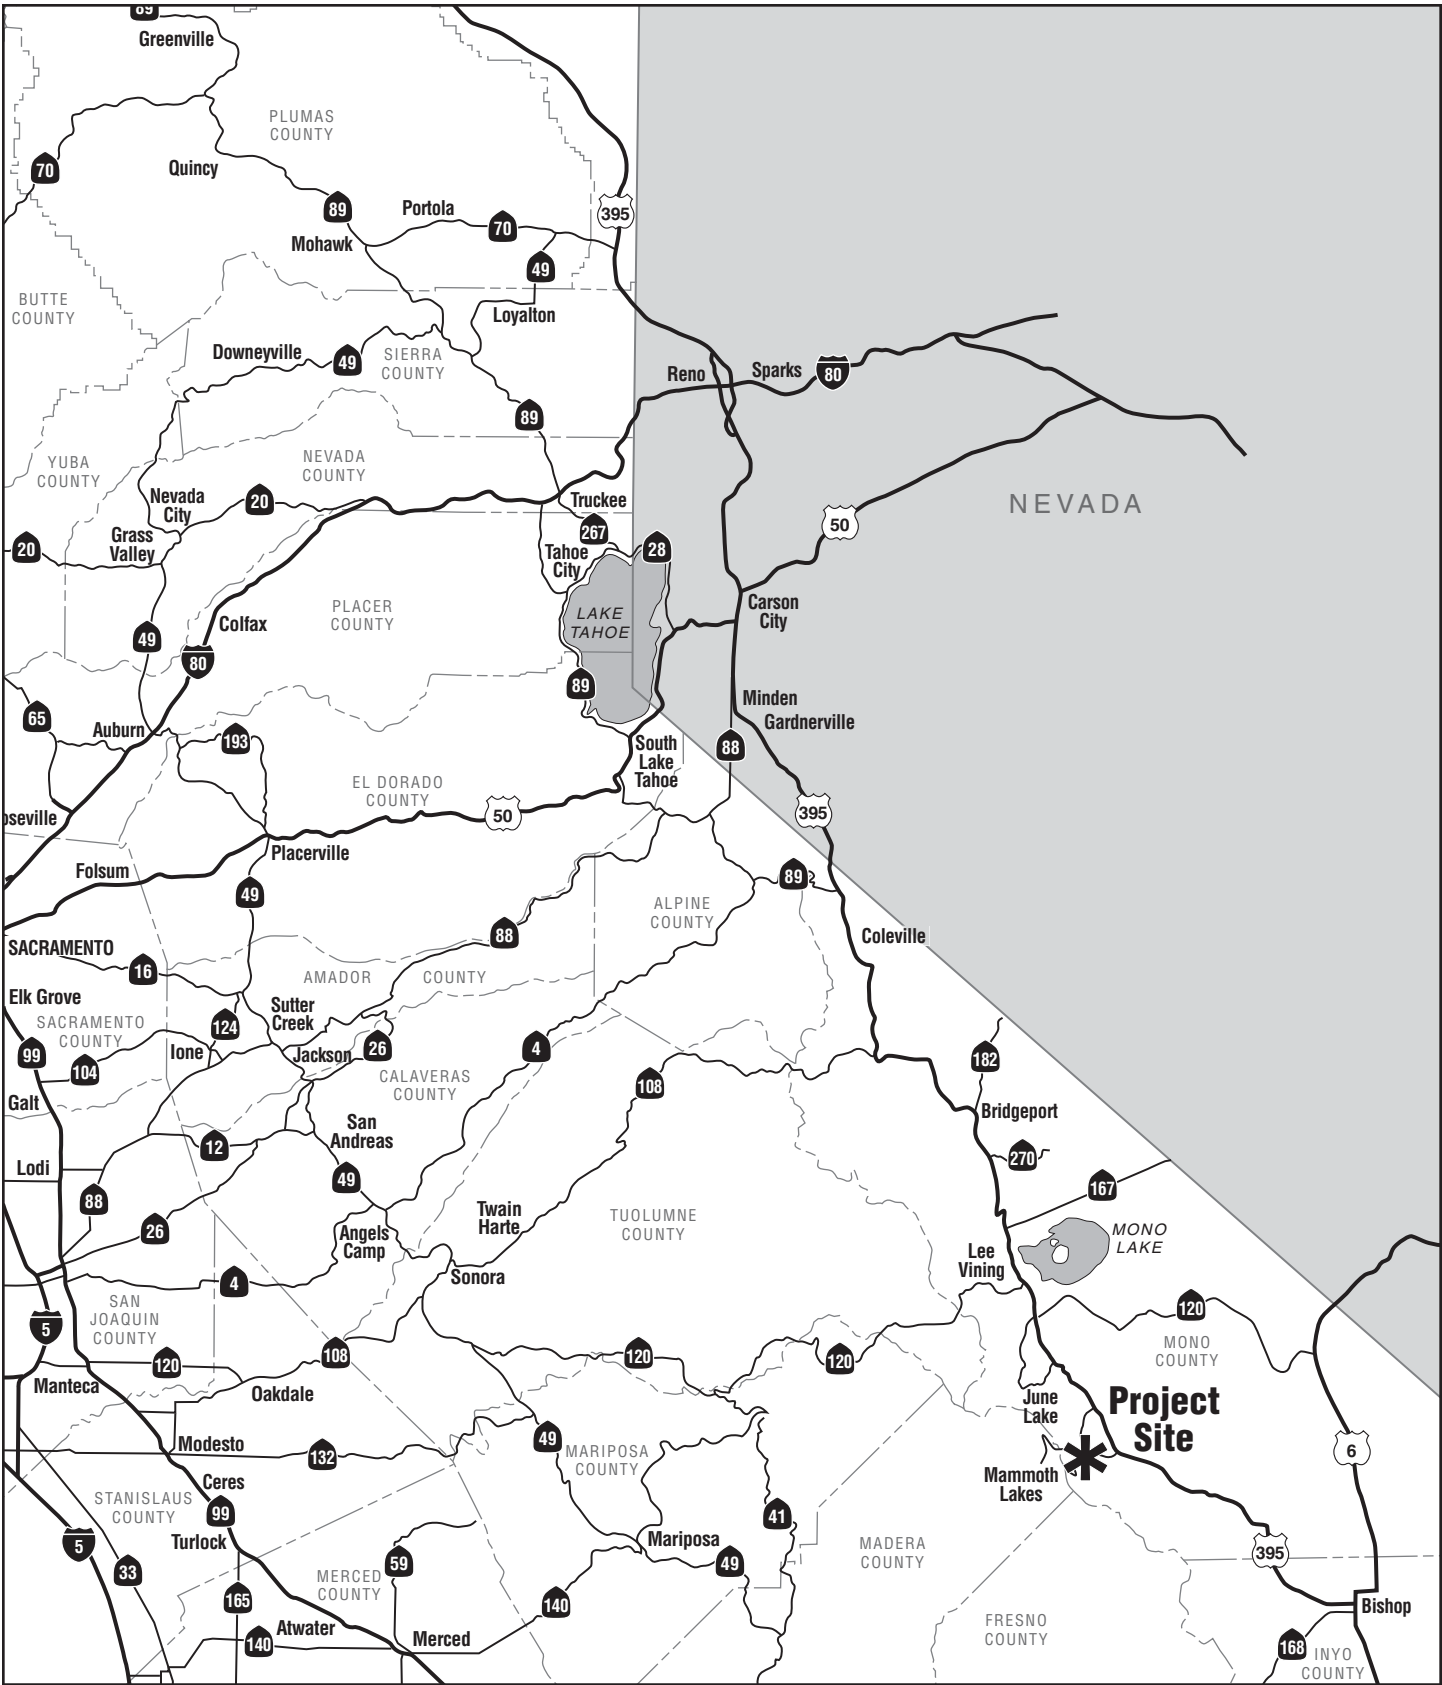 89
Greenville
PLUMAS
COUNTY
70
Quincy
89
Portola
395
70
Mohawk
49
BUTTE
COUNTY
Loyalton
Downeyville
49
SIERRA
COUNTY
Reno
Sparks
80
89
YUBA
COUNTY
NEVADA
COUNTY
Nevada
City
20
Truckee
NEVADA
50
267
Grass
Valley
20
28
Tahoe
City
PLACER
COUNTY
LAKE
TAHOE
Carson
City
Colfax
49
80
89
Minden
65
Gardnerville
Auburn
193
South
Lake
Tahoe
88
EL DORADO
COUNTY
50
395
oseville
Placerville
Folsum
49
89
ALPINE
COUNTY
88
Coleville
SACRAMENTO
16
AMADOR
COUNTY
Elk Grove
Sutter
Creek
SACRAMENTO
COUNTY
124
99
Ione
Jackson
26
4
182
104
CALAVERAS
COUNTY
108
Galt
Bridgeport
San
Andreas
12
270
Lodi
49
167
88
Twain
Harte
TUOLUMNE
COUNTY
26
Angels
Camp
MONO
LAKE
Lee
Vining
Sonora
4
SAN
JOAQUIN
COUNTY
120
5
MONO
COUNTY
108
120
120
120
Manteca
Oakdale
June
Lake
Project
Site
49
Modesto
132
MARIPOSA
COUNTY
6
Mammoth
Lakes
Ceres
STANISLAUS
COUNTY
99
41
Turlock
5
Mariposa
MADERA
COUNTY
395
59
49
33
MERCED
COUNTY
165
140
Bishop
Atwater
FRESNO
COUNTY
140
Merced
168
INYO
COUNTY